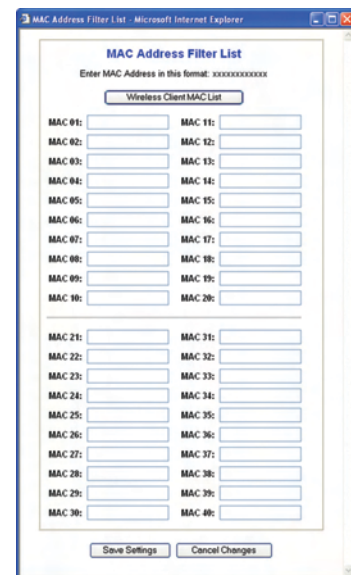 MAC Address Filter List - Microsoft Internet Explorer
MAC Address Filter List
Enter MAC Address in this format: xxxxxxxxxxxx
Wireless Client MAC List
MAC 01: MAC 11:
MAC 02: MAC 12:
MAC 03: MAC 13:
MAC 04: MAC 14:
MAC 05: MAC 15:
MAC 06: MAC 16:
MAC 07: MAC 17:
MAC 08: MAC 18:
MAC 09: MAC 19:
MAC 10: MAC 20:
MAC 21: MAC 31:
MAC 22: MAC 32:
MAC 23: MAC 33:
MAC 24: MAC 34:
MAC 25: MAC 35:
MAC 26: MAC 36:
MAC 27: MAC 37:
MAC 28: MAC 38:
MAC 29: MAC 39:
MAC 30: MAC 40:
Save Settings Cancel Changes